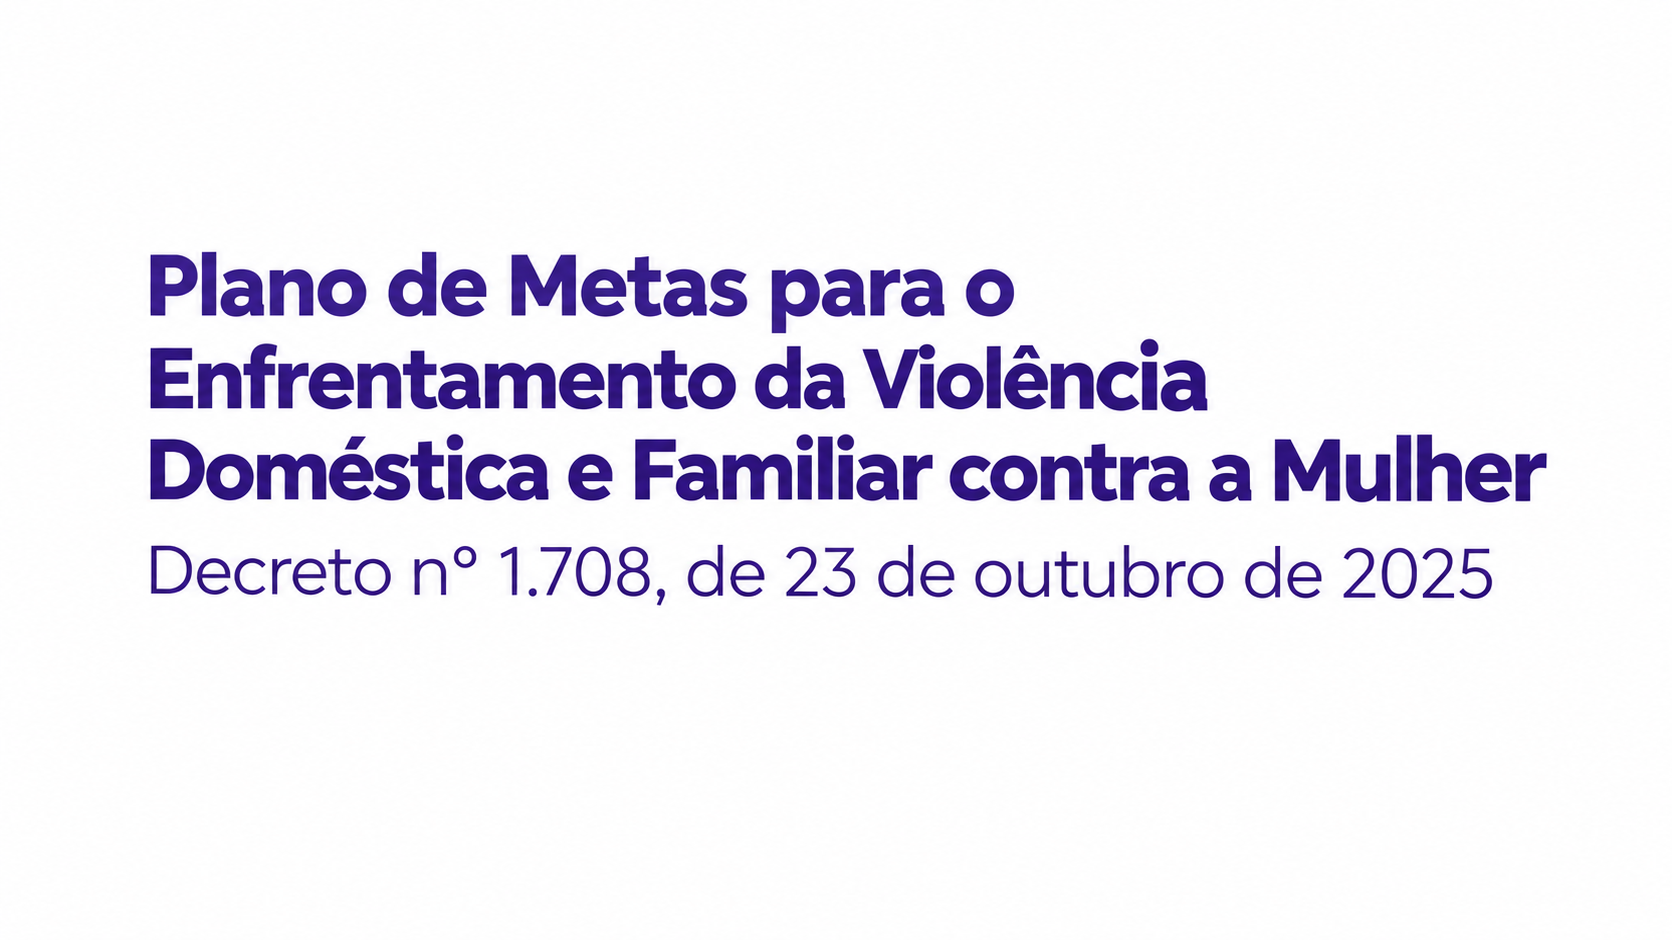 Plano de Metas para o
Enfrentamento da Violência
Doméstica e Familiar contra a Mulher
Decreto nº 1.708, de 23 de outubro de 2025